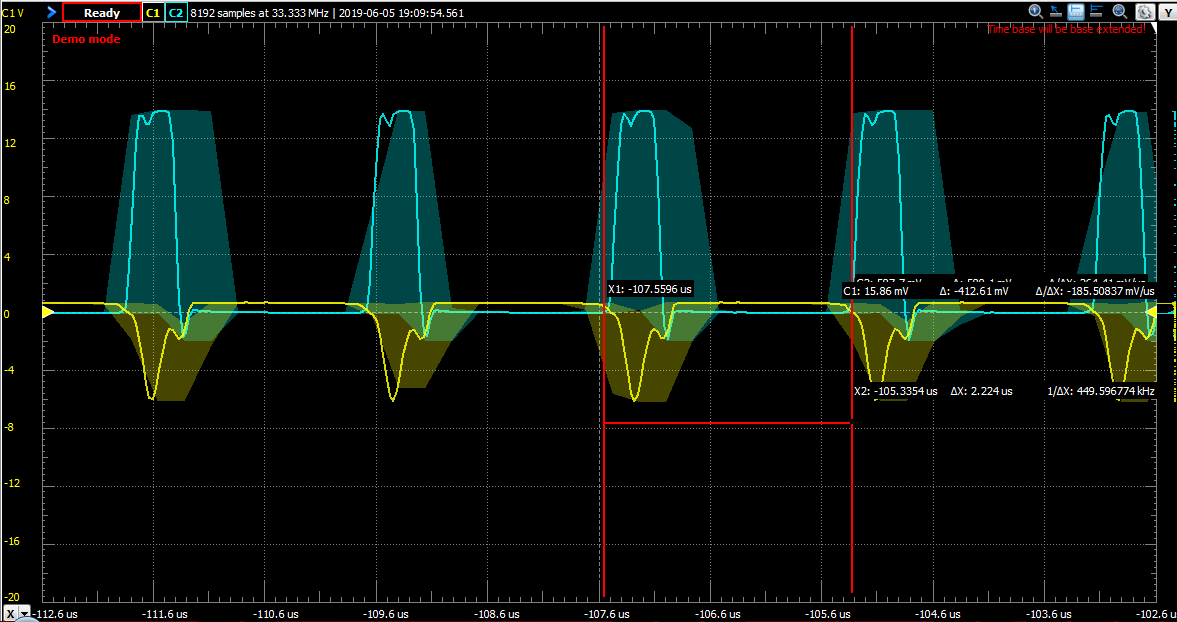 C1 V Ready C1 C2 8192 samples at 33.333 MHz | 2019-06-05 19:09:54.561 Y
20
Demo mode
Time base will be base extended!
16
12
8
4
X1: -107.5596 us
C1: 15.86 mV Δ: -412.61 mV Δ/ΔX: -185.50837 mV/us
0
-4
X2: -105.3354 us ΔX: 2.224 us 1/ΔX: 449.596774 kHz
-8
-12
-16
-20
X -112.6 us -111.6 us -110.6 us -109.6 us -108.6 us -107.6 us -106.6 us -105.6 us -104.6 us -103.6 us -102.6 u